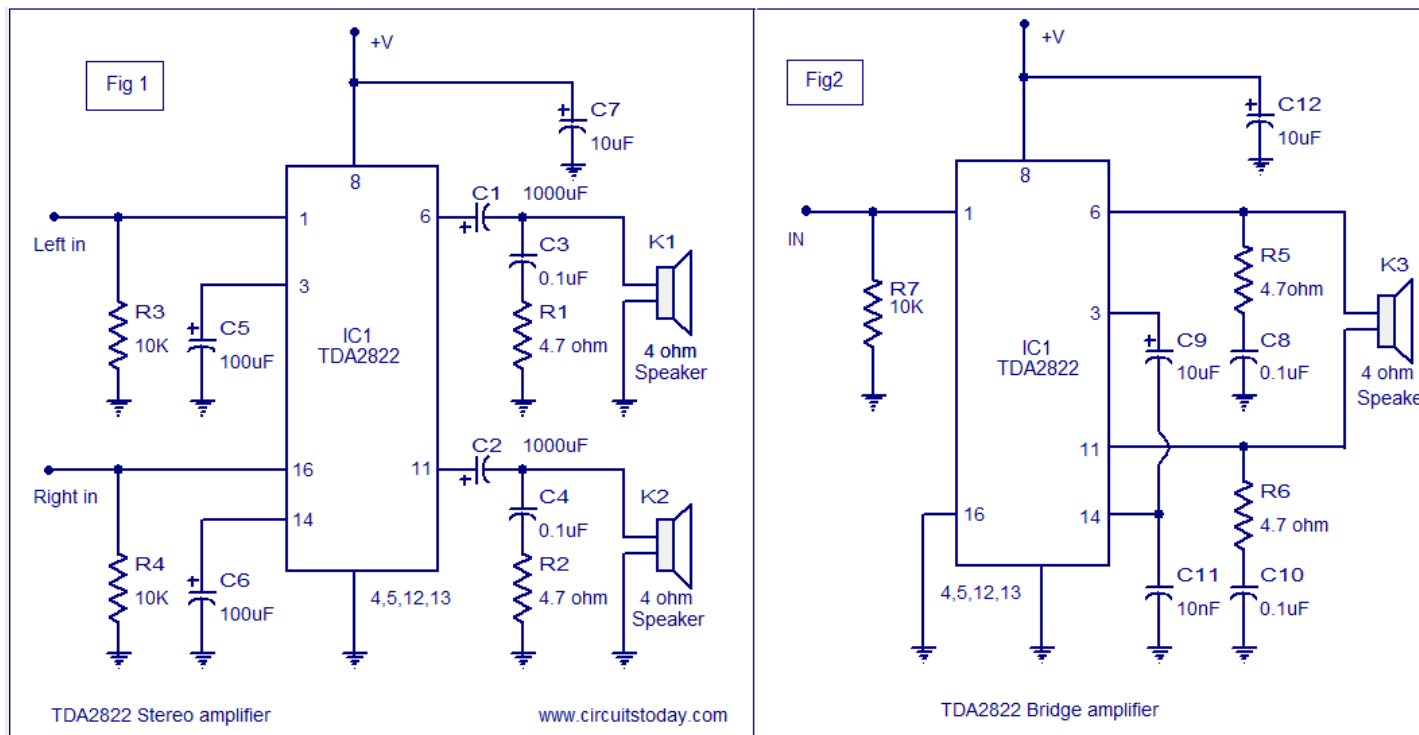 +V
Fig 1
C7
10uF
8
C1
1000uF
1
6
Left in
C3
0.1uF
K1
3
R3
10K
C5
100uF
IC1
TDA2822
R1
4.7 ohm
4 ohm
Speaker
C2
1000uF
16
11
Right in
C4
0.1uF
K2
14
R4
10K
C6
100uF
R2
4.7 ohm
4,5,12,13
4 ohm
Speaker
TDA2822 Stereo amplifier
www.circuitstoday.com
+V
Fig2
C12
10uF
8
1
6
IN
R5
4.7ohm
K3
R7
10K
3
IC1
TDA2822
C9
10uF
C8
0.1uF
4 ohm
Speake
11
R6
4.7 ohm
16
14
4,5,12,13
C11
10nF
C10
0.1uF
TDA2822 Bridge amplifier